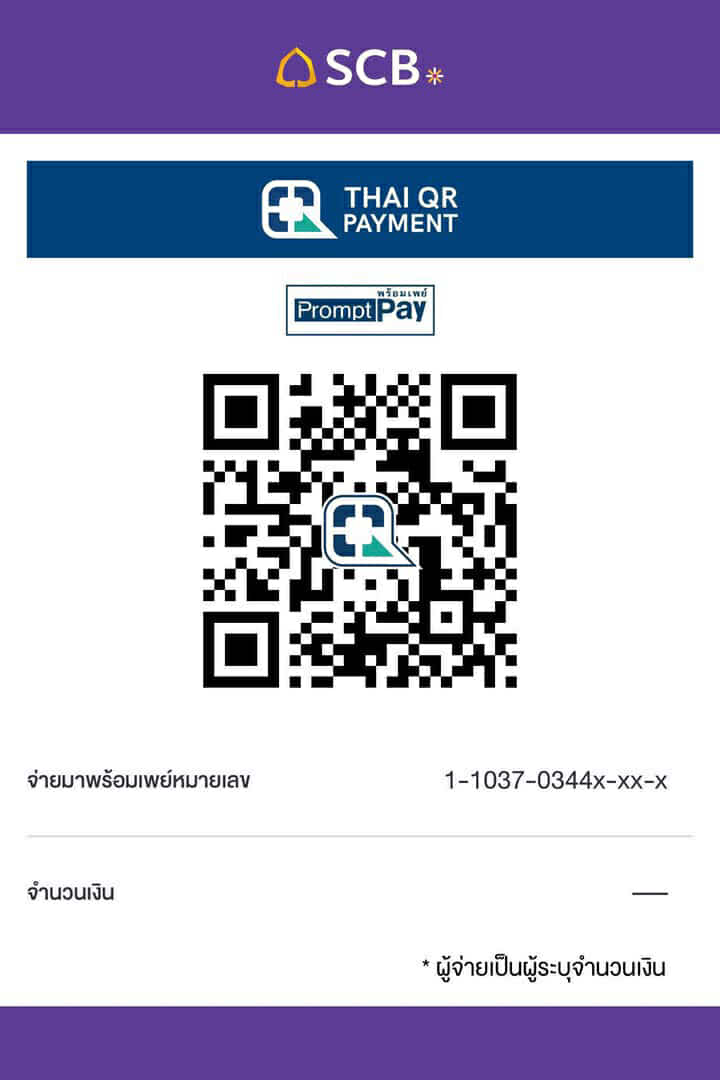 SCB
THAI QR
PAYMENT
พร้อมเพย์
PromptPay
จ่ายมาพร้อมเพย์หมายเลข 1-1037-0344x-xx-x
จำนวนเงิน —
* ผู้จ่ายเป็นผู้ระบุจำนวนเงิน